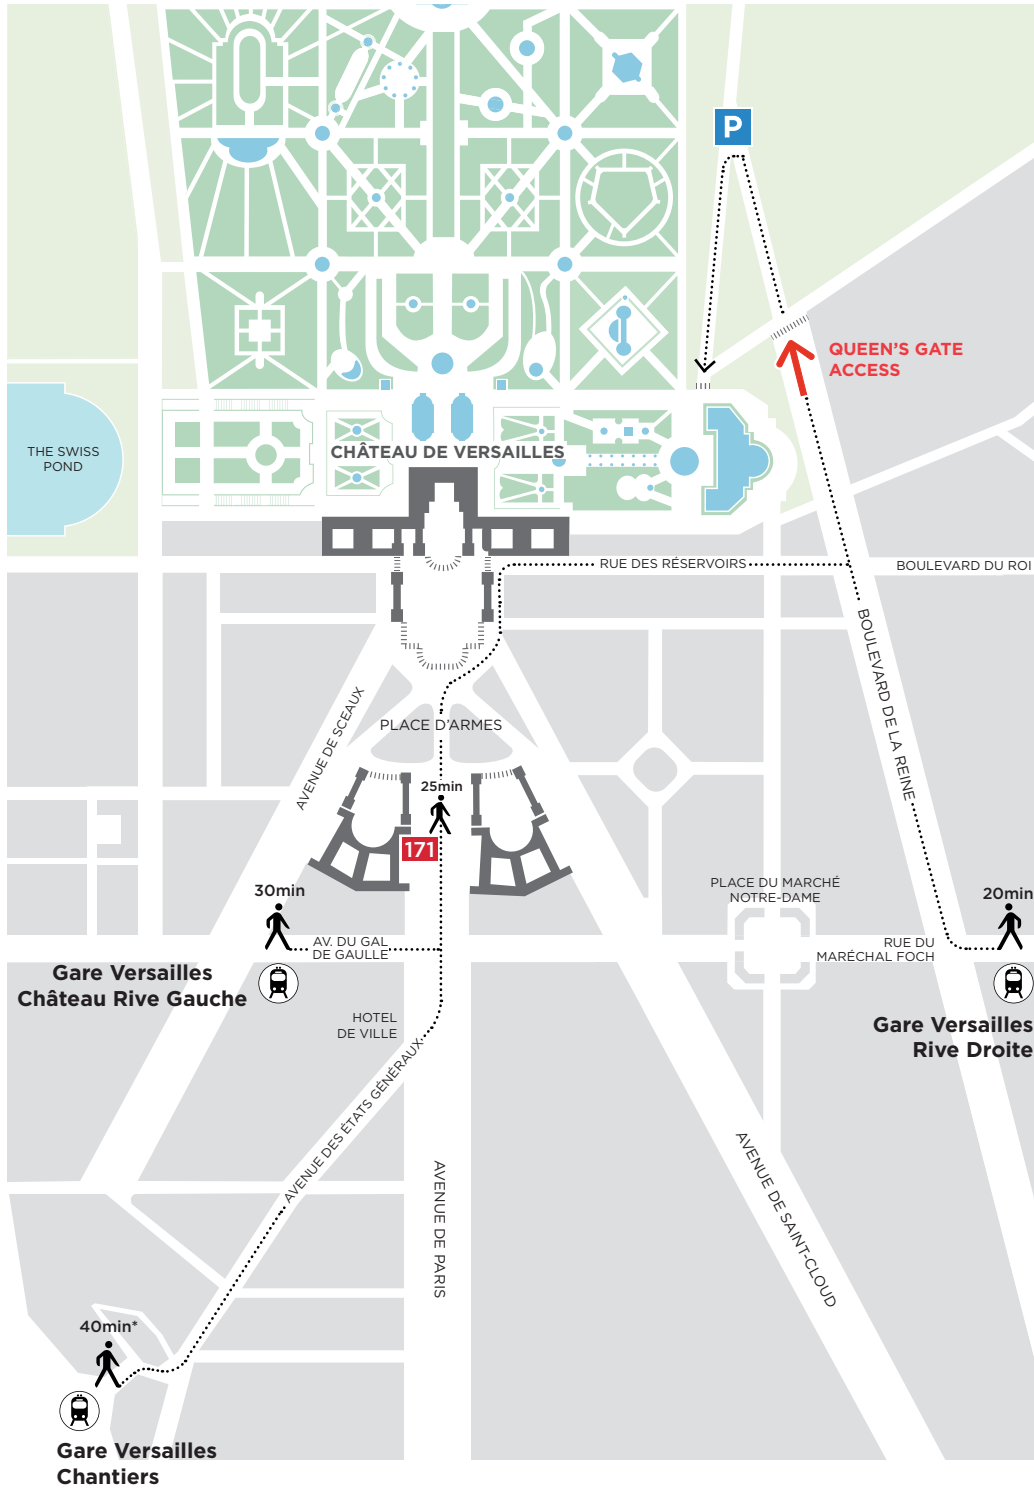 P
QUEEN'S GATE
ACCESS
THE SWISS
POND
CHÂTEAU DE VERSAILLES
RUE DES RÉSERVOIRS
BOULEVARD DU ROI
BOULEVARD DE LA REINE
AVENUE DE SCEAUX
PLACE D'ARMES
25min
171
30min
PLACE DU MARCHÉ
NOTRE-DAME
20min
AV. DU GAL
DE GAULLE
RUE DU
MARÉCHAL FOCH
Gare Versailles
Château Rive Gauche
HOTEL
DE VILLE
Gare Versailles
Rive Droite
AVENUE DES ÉTATS GÉNÉRAUX
AVENUE DE PARIS
AVENUE DE SAINT-CLOUD
40min*
Gare Versailles
Chantiers